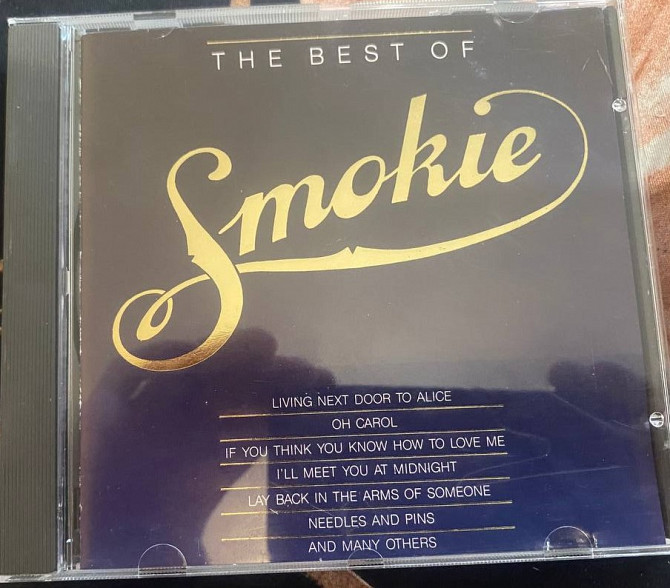 THE BEST OF
Smokie
LIVING NEXT DOOR TO ALICE
OH CAROL
IF YOU THINK YOU KNOW HOW TO LOVE ME
I'LL MEET YOU AT MIDNIGHT
LAY BACK IN THE ARMS OF SOMEONE
NEEDLES AND PINS
AND MANY OTHERS